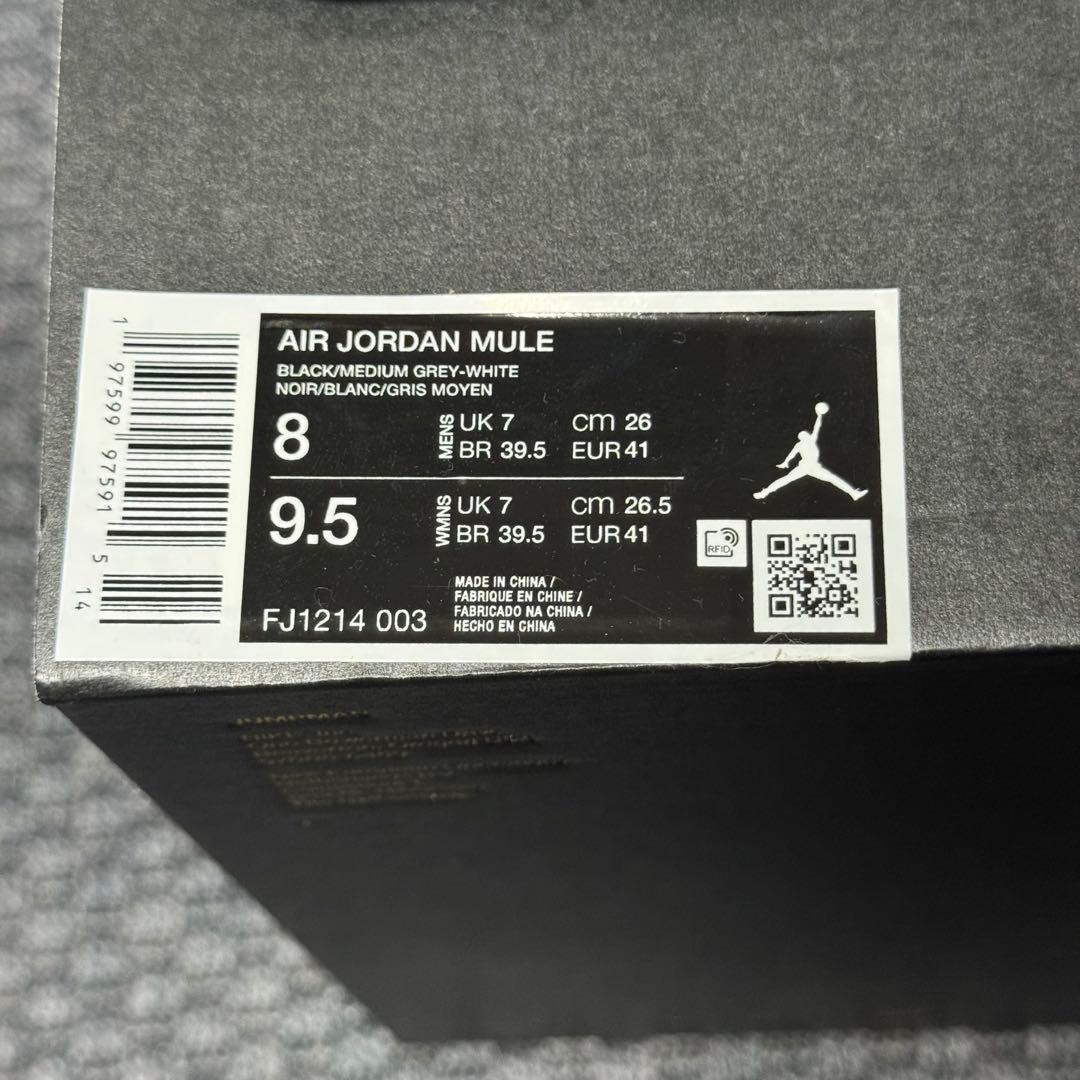 AIR JORDAN MULE
BLACK/MEDIUM GREY-WHITE
NOIR/BLANC/GRIS MOYEN
8 MENS UK 7 cm 26
BR 39.5 EUR 41
9.5 WMNS UK 7 cm 26.5
BR 39.5 EUR 41
RFID
MADE IN CHINA /
FABRIQUE EN CHINE /
FABRICADO NA CHINA /
HECHO EN CHINA
FJ1214 003
1 97599 97591 5 14
JUMPMAN